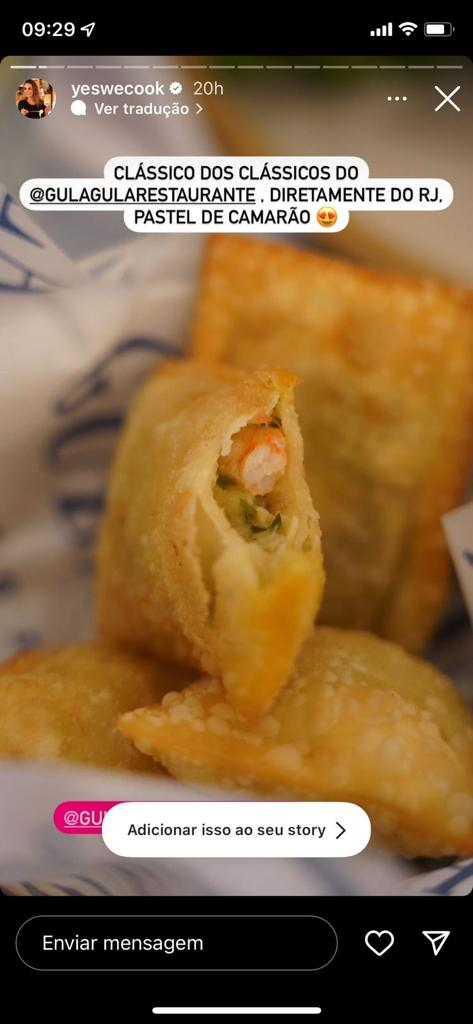 09:29
yeswecook 20h
Ver tradução
CLÁSSICO DOS CLÁSSICOS DO
@GULAGULARESTAURANTE , DIRETAMENTE DO RJ,
PASTEL DE CAMARÃO 😍
@GU
Adicionar isso ao seu story
Enviar mensagem